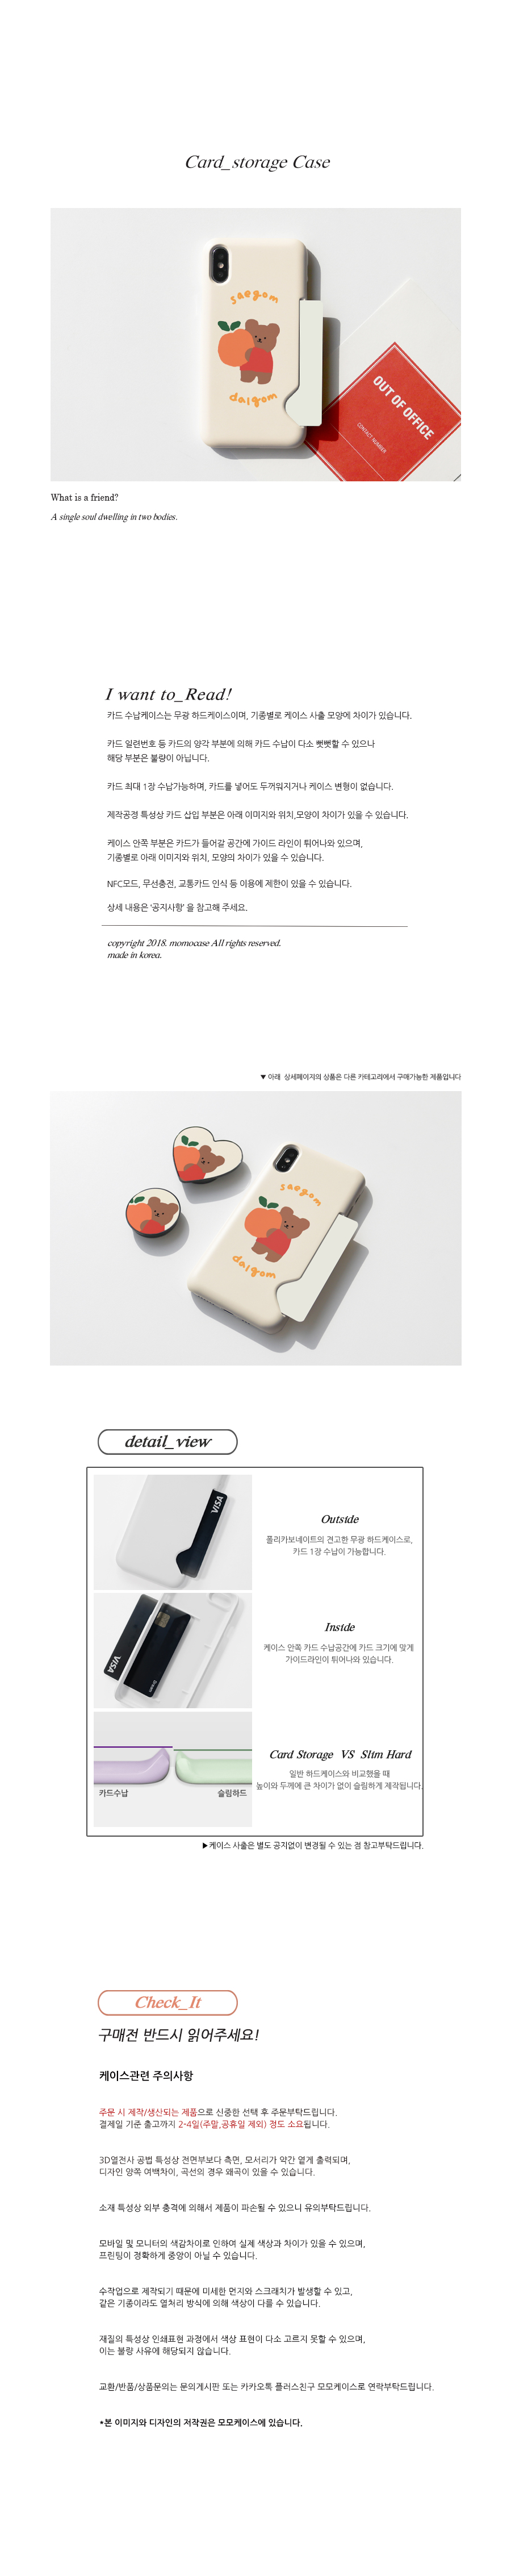 Card_storage Case
saegom
daigom
OUT OF OFFICE
CONTACT NUMBER
What is a friend?
A single soul dwelling in two bodies.
I want to_Read!
카드 수납케이스는 무광 하드케이스이며, 기종별로 케이스 사출 모양에 차이가 있습니다.
카드 일련번호 등 카드의 양각 부분에 의해 카드 수납이 다소 뻣뻣할 수 있으나
해당 부분은 불량이 아닙니다.
카드 최대 1장 수납가능하며, 카드를 넣어도 두꺼워지거나 케이스 변형이 없습니다.
제작공정 특성상 카드 삽입 부분은 아래 이미지와 위치,모양이 차이가 있을 수 있습니다.
케이스 안쪽 부분은 카드가 들어갈 공간에 가이드 라인이 튀어나와 있으며,
기종별로 아래 이미지와 위치, 모양의 차이가 있을 수 있습니다.
NFC모드, 무선충전, 교통카드 인식 등 이용에 제한이 있을 수 있습니다.
상세 내용은 '공지사항' 을 참고해 주세요.
copyright 2018. momocase All rights reserved.
made in korea.
▼ 아래 상세페이지의 상품은 다른 카테고리에서 구매가능한 제품입니다
saegom
daigom
detail_view
VISA
Outside
폴리카보네이트의 견고한 무광 하드케이스로,
카드 1장 수납이 가능합니다.
VISA
Inside
케이스 안쪽 카드 수납공간에 카드 크기에 맞게
가이드라인이 튀어나와 있습니다.
카드수납
슬림하드
Card Storage VS Slim Hard
일반 하드케이스와 비교했을 때
높이와 두께에 큰 차이가 없이 슬림하게 제작됩니다.
▶케이스 사출은 별도 공지없이 변경될 수 있는 점 참고부탁드립니다.
Check_It
구매전 반드시 읽어주세요!
케이스관련 주의사항
주문 시 제작/생산되는 제품으로 신중한 선택 후 주문부탁드립니다.
결제일 기준 출고까지 2-4일(주말,공휴일 제외) 정도 소요됩니다.
3D열전사 공법 특성상 전면부보다 측면, 모서리가 약간 옅게 출력되며,
디자인 양쪽 여백차이, 곡선의 경우 왜곡이 있을 수 있습니다.
소재 특성상 외부 충격에 의해서 제품이 파손될 수 있으니 유의부탁드립니다.
모바일 및 모니터의 색감차이로 인하여 실제 색상과 차이가 있을 수 있으며,
프린팅이 정확하게 중앙이 아닐 수 있습니다.
수작업으로 제작되기 때문에 미세한 먼지와 스크래치가 발생할 수 있고,
같은 기종이라도 열처리 방식에 의해 색상이 다를 수 있습니다.
재질의 특성상 인쇄표현 과정에서 색상 표현이 다소 고르지 못할 수 있으며,
이는 불량 사유에 해당되지 않습니다.
교환/반품/상품문의는 문의게시판 또는 카카오톡 플러스친구 모모케이스로 연락부탁드립니다.
•본 이미지와 디자인의 저작권은 모모케이스에 있습니다.